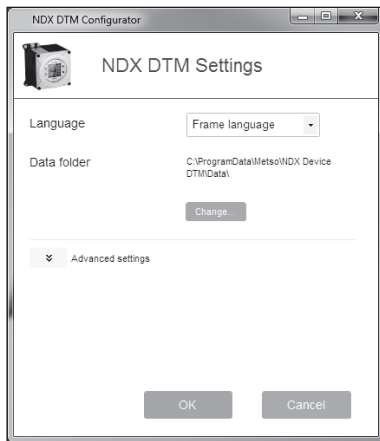 NDX DTM Configurator
NDX DTM Settings
Language
Frame language
Data folder
C:\ProgramData\Metso\NDX Device
DTM\Data\
Change...
Advanced settings
OK
Cancel